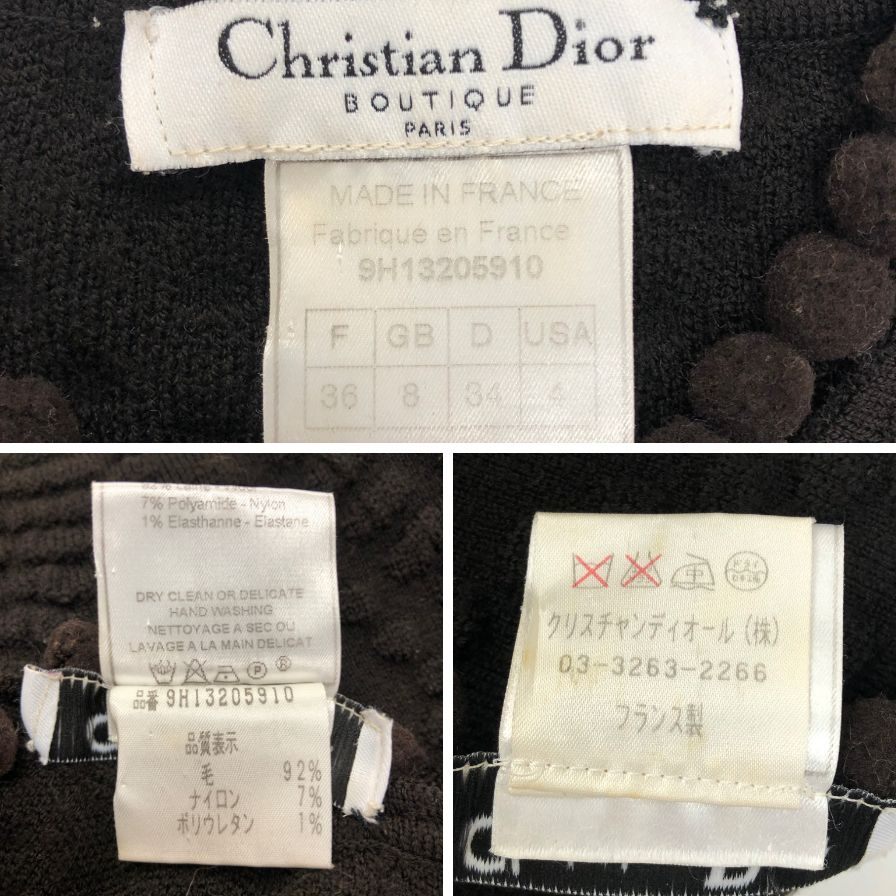 Christian Dior
BOUTIQUE
PARIS
MADE IN FRANCE
Fabriqué en France
9H13205910
F GB D USA
36 8 34 4
7% Polyamide - Nylon
1% Elasthanne - Elastane
DRY CLEAN OR DELICATE
HAND WASHING
NETTOYAGE A SEC OU
LAVAGE A LA MAIN DELICAT
品番 9H13205910
品質表示
毛 92%
ナイロン 7%
ポリウレタン 1%
クリスチャンディオール(株)
03-3263-2266
フランス製